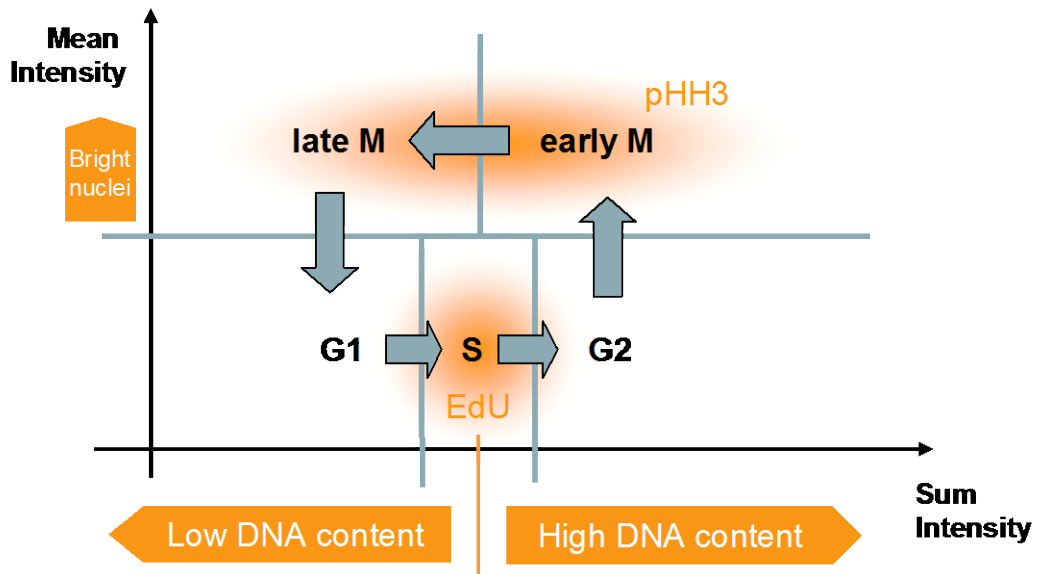 Mean
Intensity
pHH3
late M
early M
Bright
nuclei
G1
S
G2
EdU
Low DNA content
High DNA content
Sum
Intensity